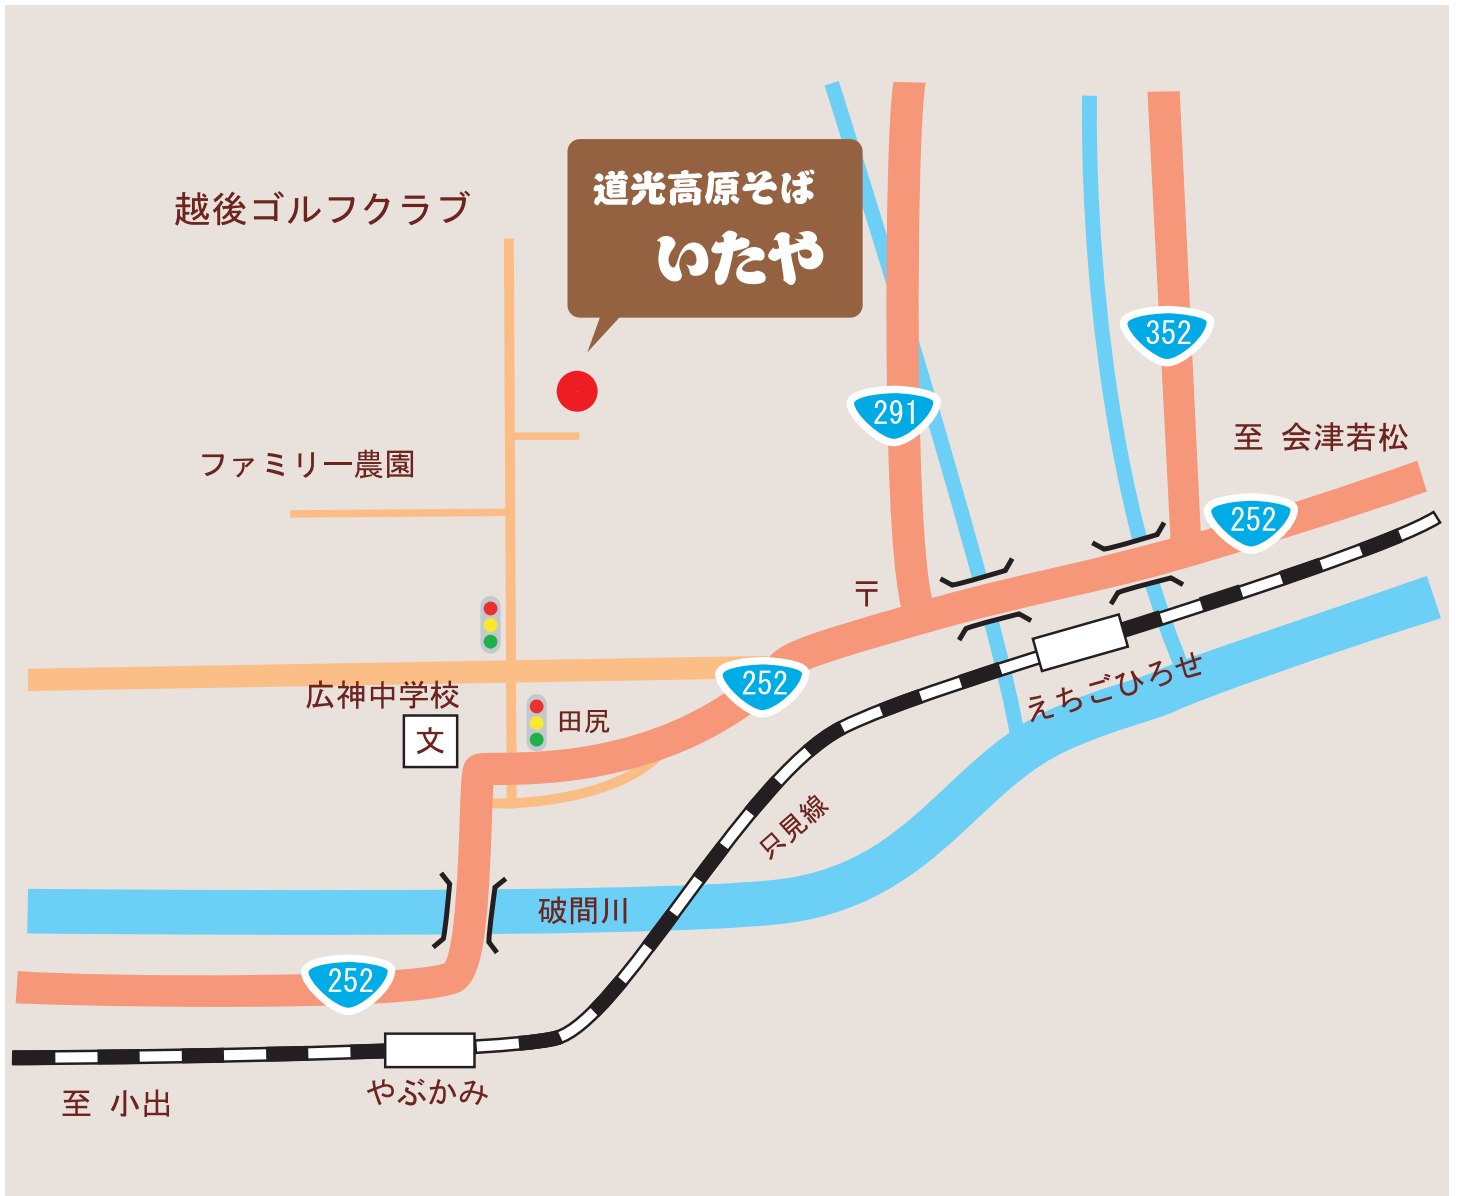 道光高原そば
いたや
越後ゴルフクラブ
352
291
至 会津若松
ファミリー農園
252
〒
252
えちごひろせ
広神中学校
文
田尻
只見線
破間川
252
やぶかみ
至 小出